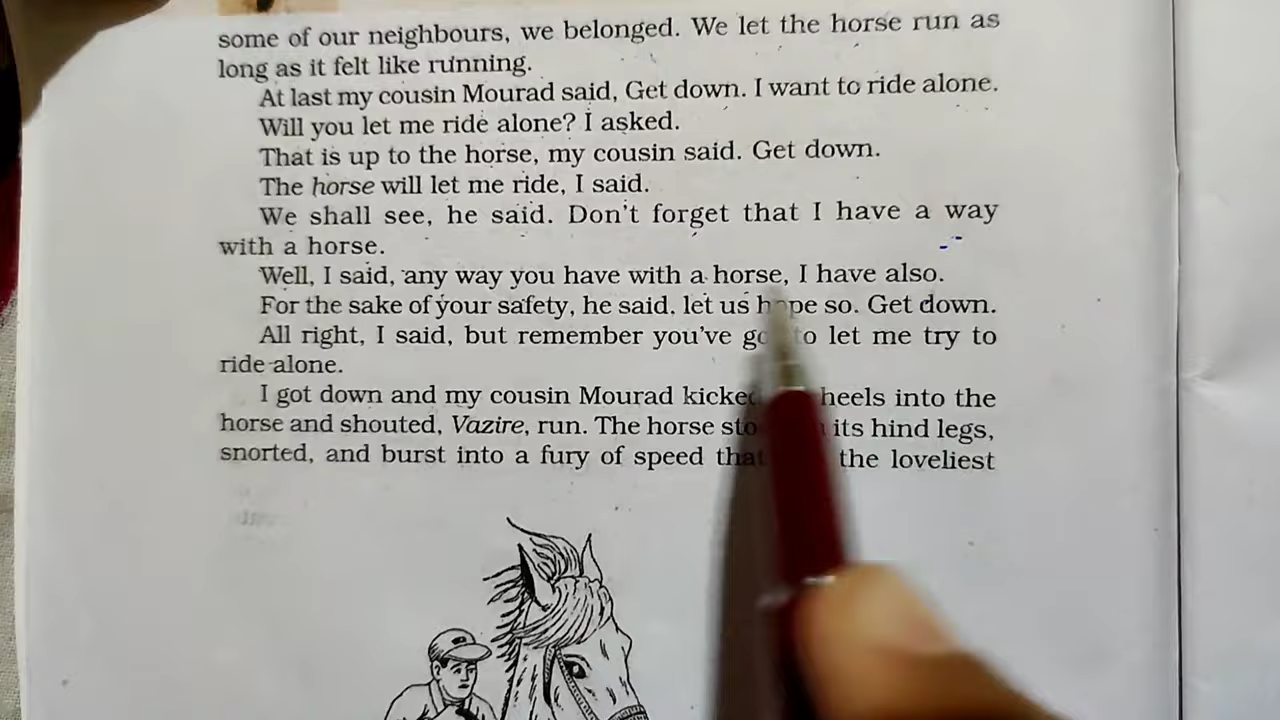 some of our neighbours, we belonged. We let the horse run as
long as it felt like running.
At last my cousin Mourad said, Get down. I want to ride alone.
Will you let me ride alone? I asked.
That is up to the horse, my cousin said. Get down.
The horse will let me ride, I said.
We shall see, he said. Don't forget that I have a way
with a horse.
Well, I said, any way you have with a horse, I have also.
For the sake of your safety, he said, let us hope so. Get down.
All right, I said, but remember you've to let me try to
ride alone.
I got down and my cousin Mourad kicked heels into the
horse and shouted, Vazire, run. The horse its hind legs,
snorted, and burst into a fury of speed that the loveliest